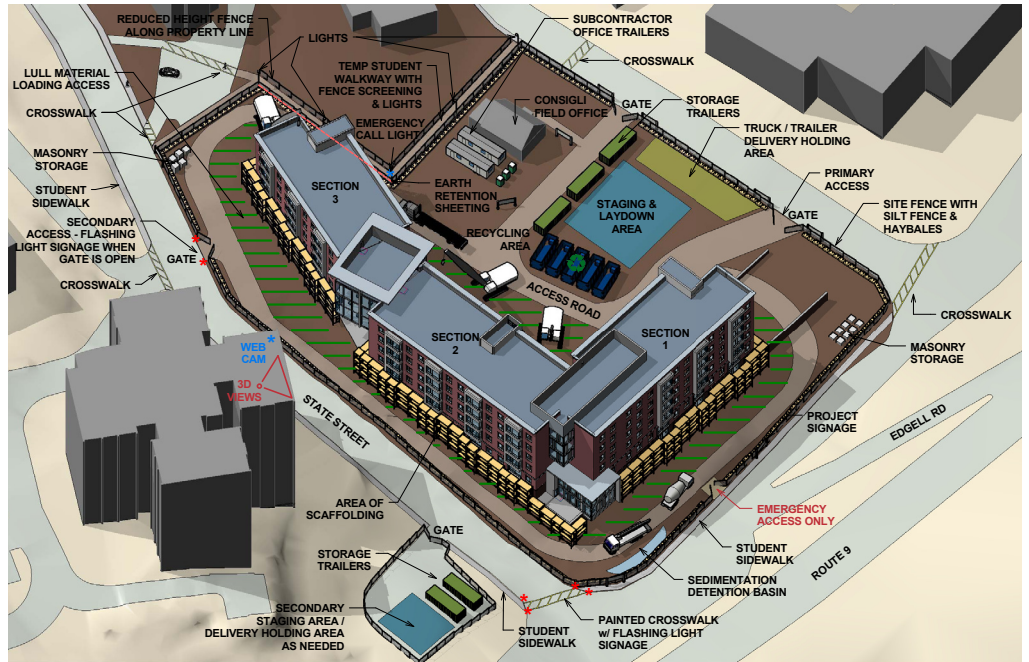 REDUCED HEIGHT FENCE
ALONG PROPERTY LINE
LIGHTS
SUBCONTRACTOR
OFFICE TRAILERS
LULL MATERIAL
LOADING ACCESS
TEMP STUDENT
WALKWAY WITH
FENCE SCREENING
& LIGHTS
CROSSWALK
CROSSWALK
CONSIGLI
FIELD OFFICE
GATE
STORAGE
TRAILERS
EMERGENCY
CALL LIGHT
TRUCK / TRAILER
DELIVERY HOLDING
AREA
MASONRY
STORAGE
SECTION
3
EARTH
RETENTION
SHEETING
PRIMARY
ACCESS
STUDENT
SIDEWALK
STAGING &
LAYDOWN
AREA
GATE
SITE FENCE WITH
SILT FENCE &
HAYBALES
SECONDARY
ACCESS - FLASHING
LIGHT SIGNAGE WHEN
GATE IS OPEN
GATE
RECYCLING
AREA
CROSSWALK
ACCESS ROAD
CROSSWALK
WEB
CAM
SECTION
2
SECTION
1
MASONRY
STORAGE
3D
VIEWS
STATE STREET
PROJECT
SIGNAGE
EDGELL RD
AREA OF
SCAFFOLDING
EMERGENCY
ACCESS ONLY
GATE
STUDENT
SIDEWALK
STORAGE
TRAILERS
ROUTE 9
SEDIMENTATION
DETENTION BASIN
SECONDARY
STAGING AREA /
DELIVERY HOLDING AREA
AS NEEDED
STUDENT
SIDEWALK
PAINTED CROSSWALK
w/ FLASHING LIGHT
SIGNAGE